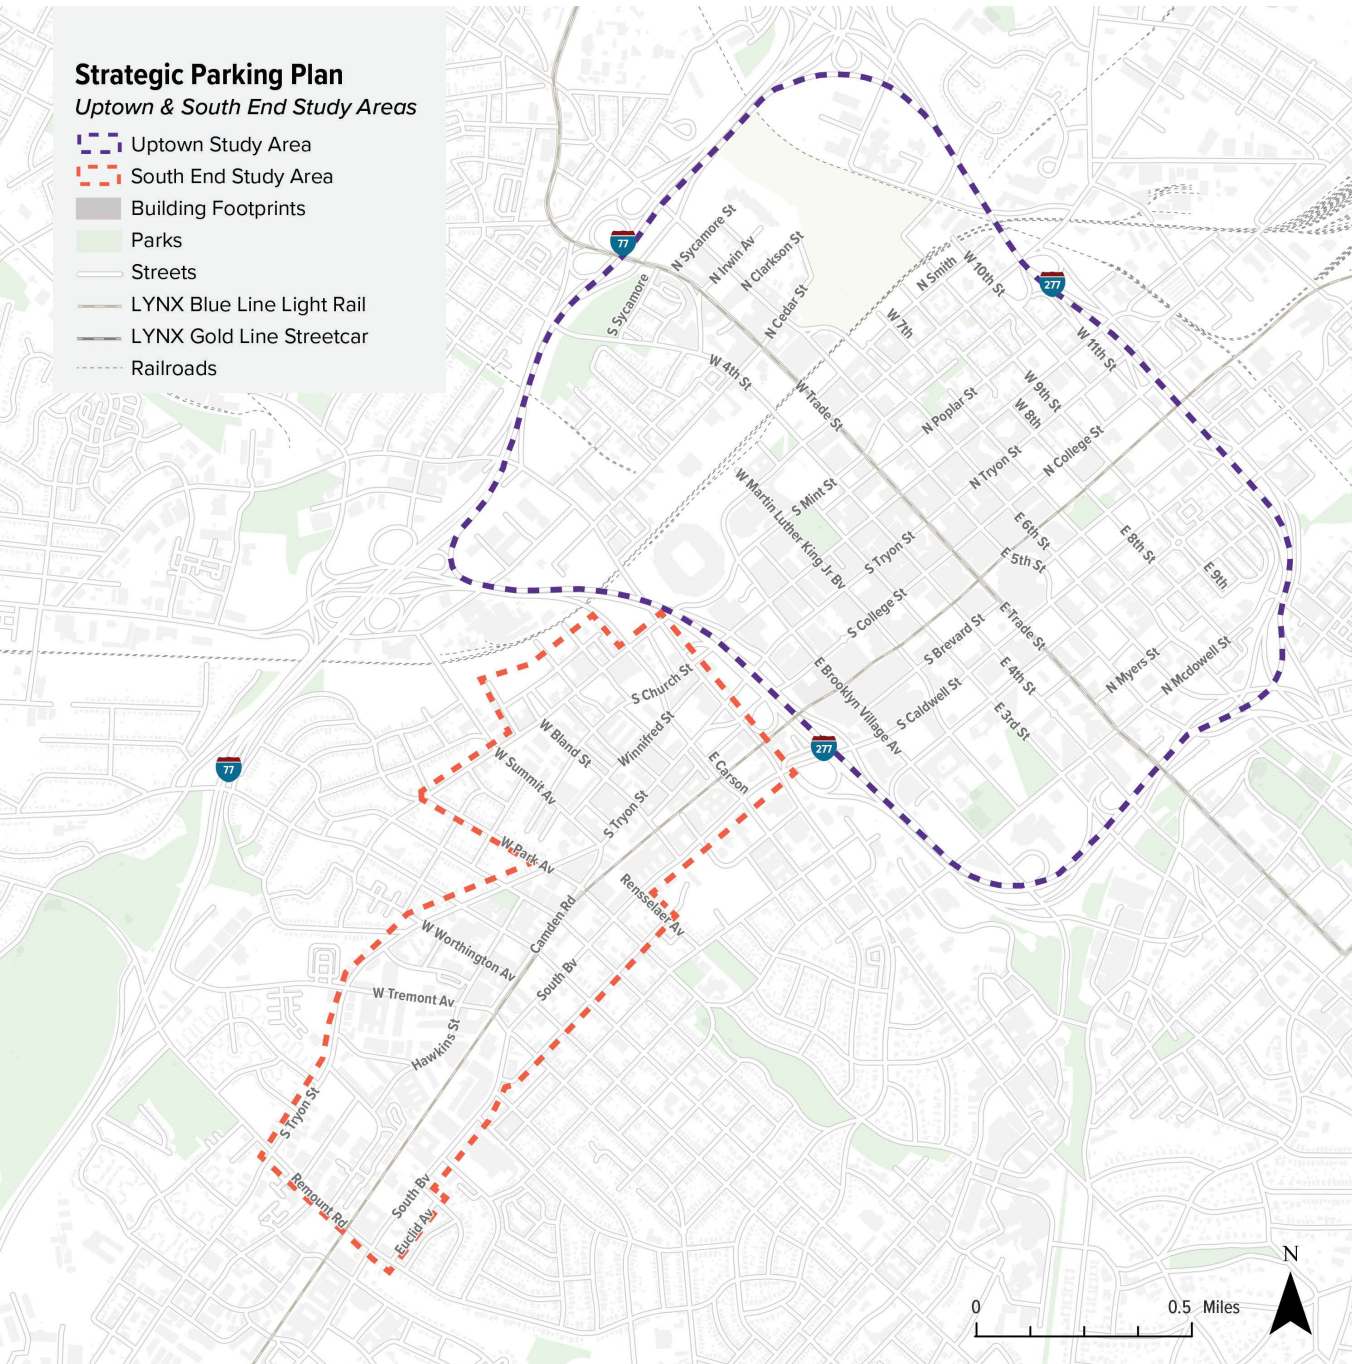 Strategic Parking Plan
Uptown & South End Study Areas
Uptown Study Area
South End Study Area
Building Footprints
Parks
Streets
LYNX Blue Line Light Rail
LYNX Gold Line Streetcar
Railroads
77
277
N Sycamore St
N Irwin Av
N Clarkson St
N Cedar St
S Sycamore
W 4th St
W Trade St
N Smith
W 10th St
W 7th
W 11th St
W 9th St
W 8th
N Poplar St
N Tryon St
N College St
W Martin Luther King Jr Bv
S Mint St
S Tryon St
E 6th St
E 5th St
E 8th St
E 9th
S College St
E Trade St
S Brevard St
E 4th St
N Myers St
N Mcdowell St
E Brooklyn Village Av
S Caldwell St
E 3rd St
277
77
S Church St
W Bland St
Winnifred St
W Summit Av
E Carson
S Tryon St
W Park Av
Rensselaer Av
Camden Rd
W Worthington Av
South Bv
W Tremont Av
Hawkins St
S Tryon St
Remount Rd
South Bv
Euclid Av
N
0 0.5 Miles